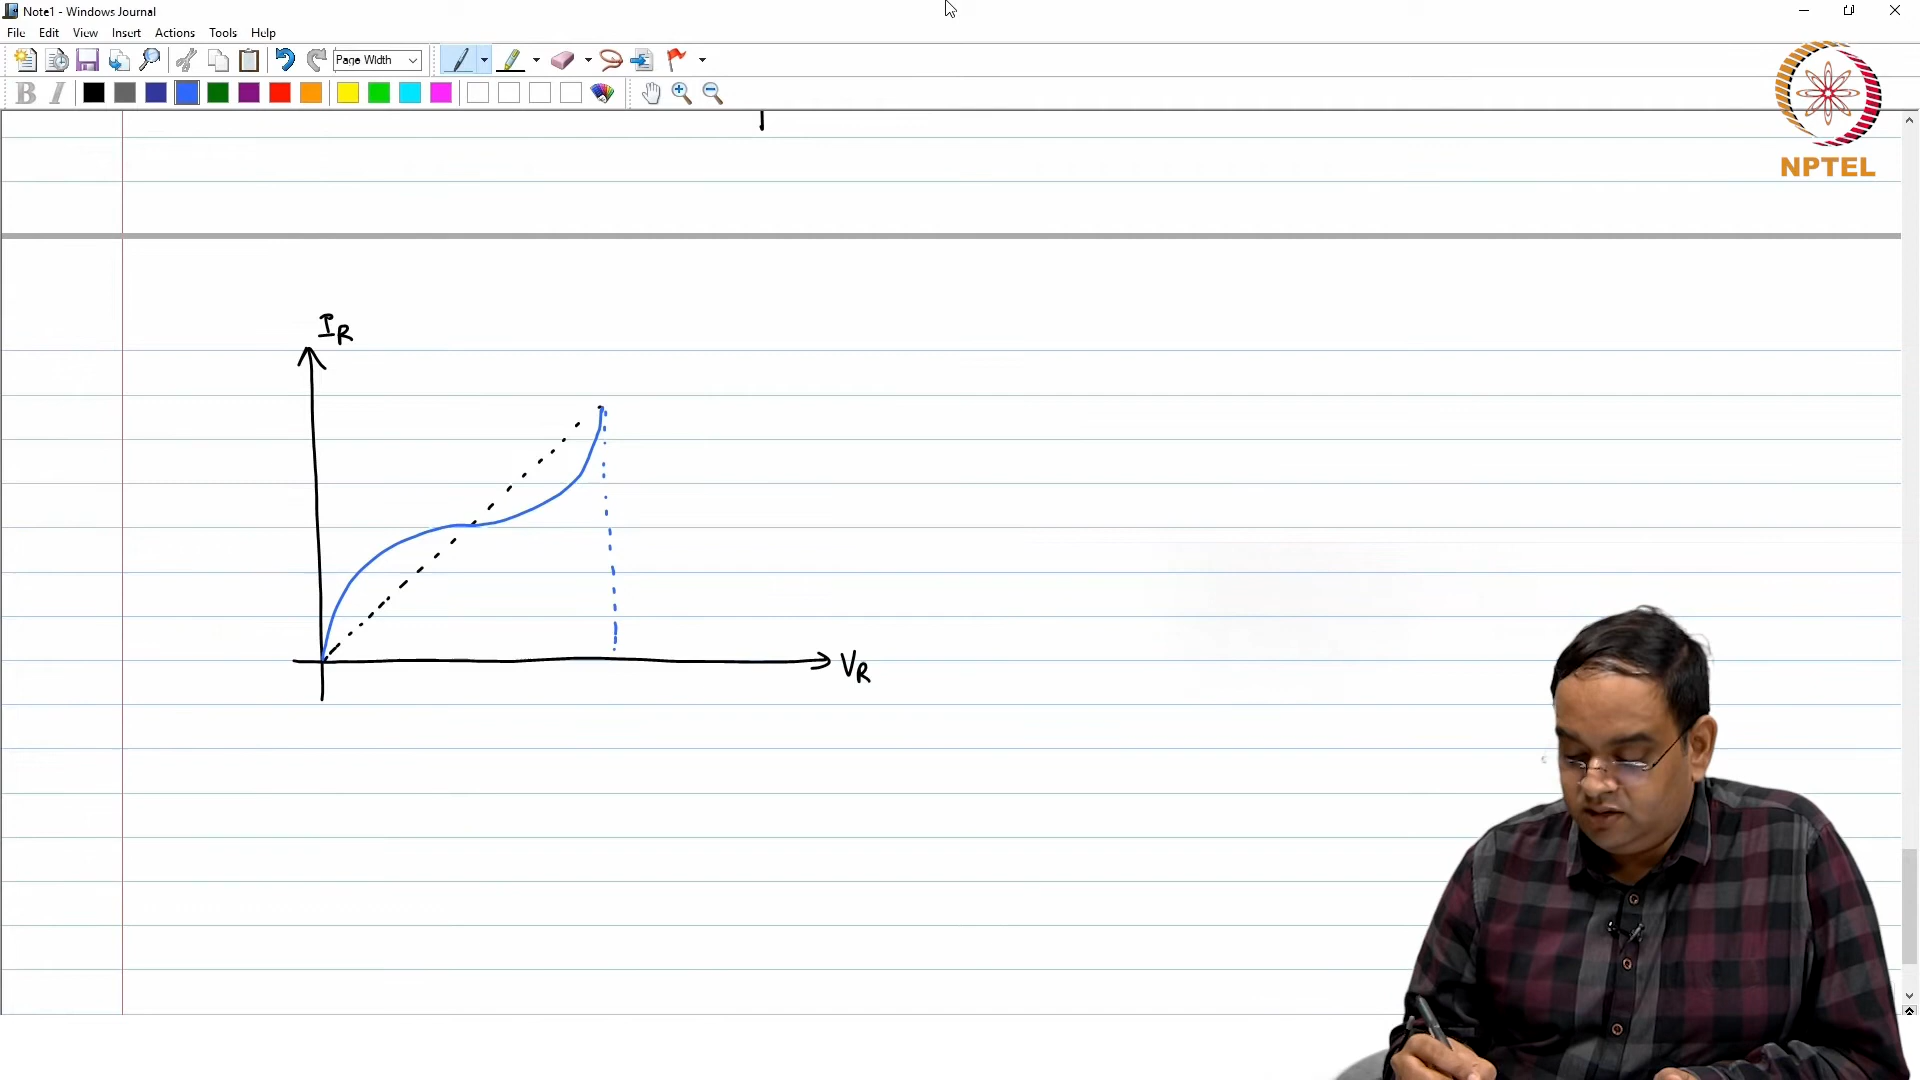 Note1 - Windows Journal
File Edit View Insert Actions Tools Help
Page Width
B I
NPTEL
I_R
V_R